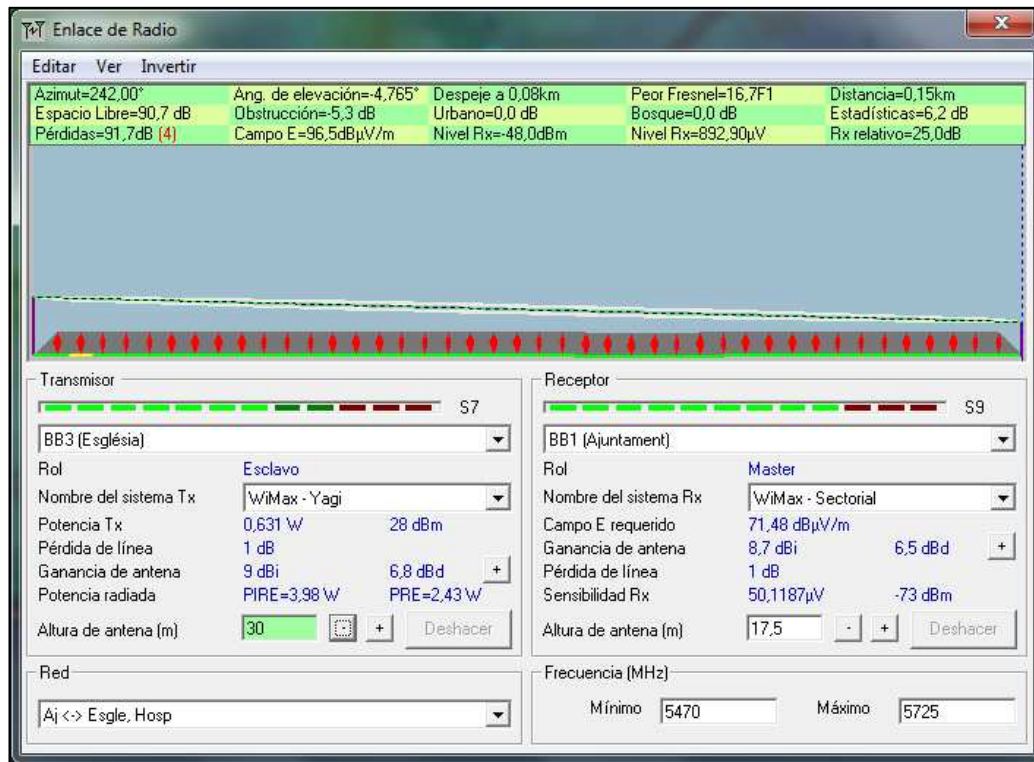 Enlace de Radio
Editar Ver Invertir
Azimut=242,00° Ang. de elevación=-4,765° Despeje a 0,08km Peor Fresnel=16,7F1 Distancia=0,15km
Espacio Libre=90,7 dB Obstrucción=-5,3 dB Urbano=0,0 dB Bosque=0,0 dB Estadísticas=6,2 dB
Pérdidas=91,7dB (4) Campo E=96,5dBµV/m Nivel Rx=-48,0dBm Nivel Rx=892,90µV Rx relativo=25,0dB
Transmisor
S7
BB3 (Església)
Rol Esclavo
Nombre del sistema Tx WiMax - Yagi
Potencia Tx 0,631 W 28 dBm
Pérdida de línea 1 dB
Ganancia de antena 9 dBi 6,8 dBd +
Potencia radiada PIRE=3,98 W PRE=2,43 W
Altura de antena (m) 30 - + Deshacer
Red
Aj <-> Esgle, Hosp
Receptor
S9
BB1 (Ajuntament)
Rol Master
Nombre del sistema Rx WiMax - Sectorial
Campo E requerido 71,48 dBµV/m
Ganancia de antena 8,7 dBi 6,5 dBd +
Pérdida de línea 1 dB
Sensibilidad Rx 50,1187µV -73 dBm
Altura de antena (m) 17,5 - + Deshacer
Frecuencia (MHz)
Mínimo 5470 Máximo 5725